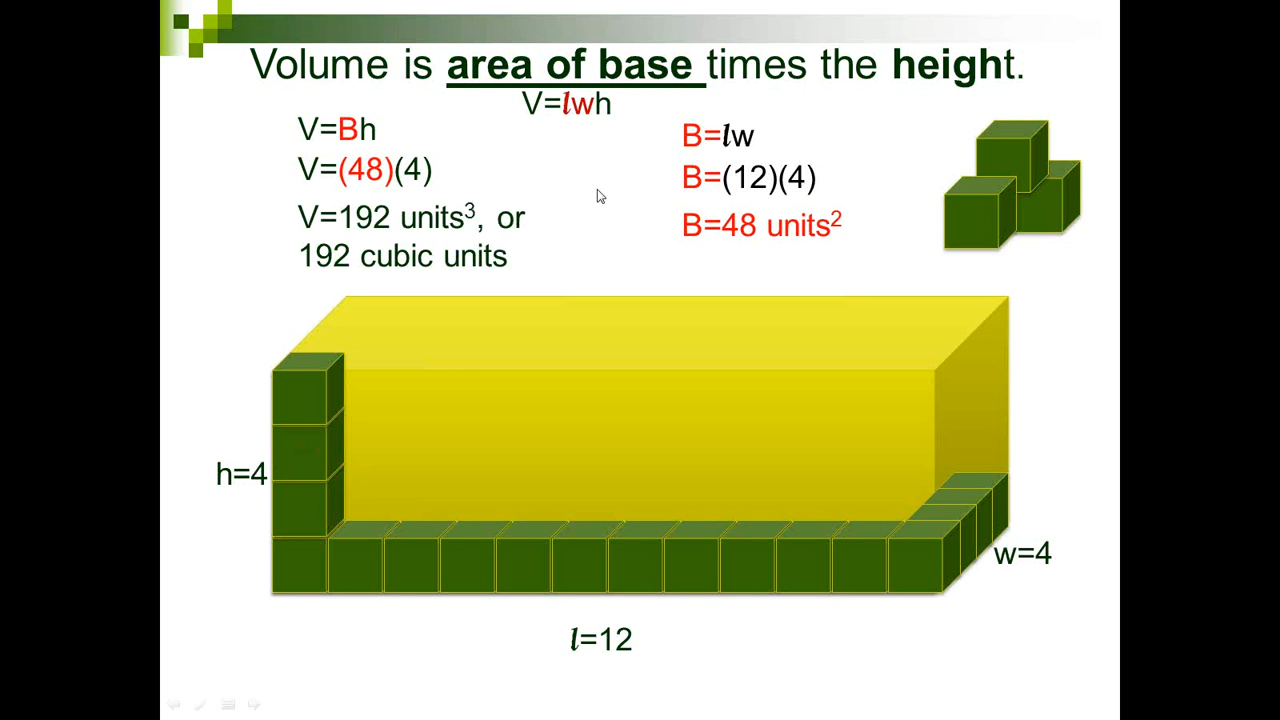 Volume is area of base times the height.
V=lwh
V=Bh
V=(48)(4)
V=192 units³, or
192 cubic units
B=lw
B=(12)(4)
B=48 units²
h=4
w=4
l=12